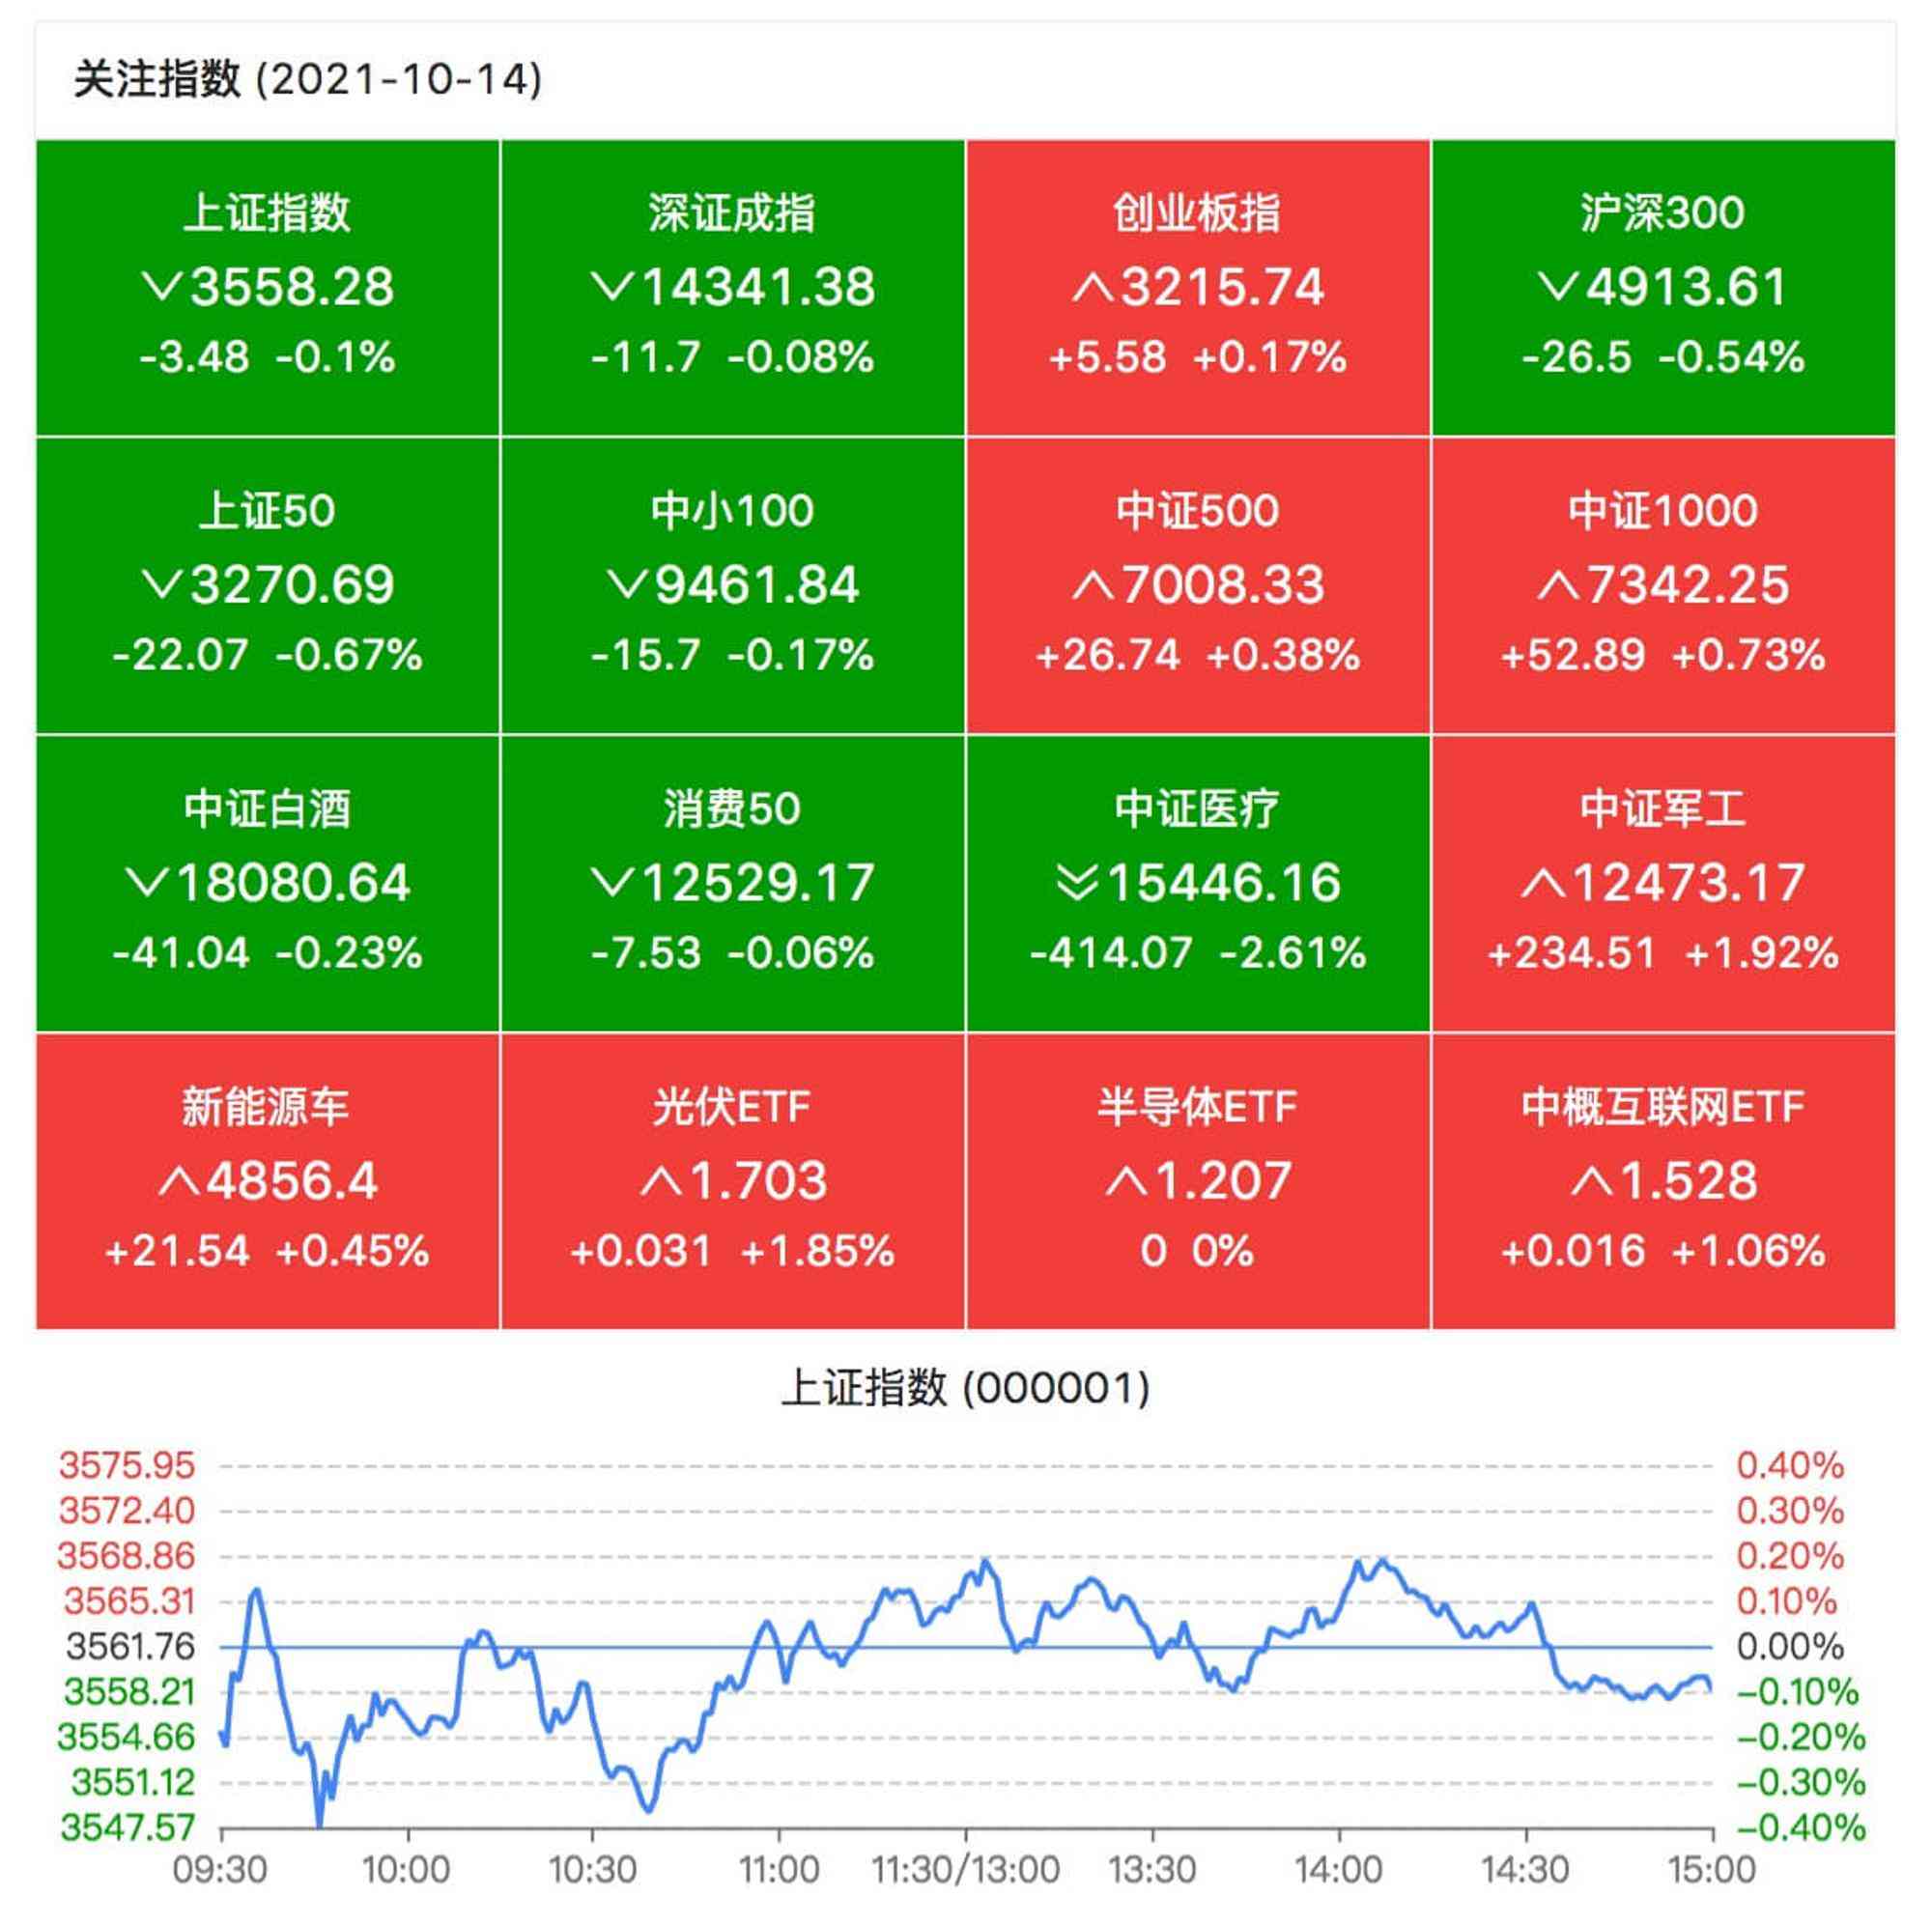 关注指数 (2021-10-14)
上证指数
3558.28
-3.48 -0.1%
深证成指
14341.38
-11.7 -0.08%
创业板指
3215.74
+5.58 +0.17%
沪深300
4913.61
-26.5 -0.54%
上证50
3270.69
-22.07 -0.67%
中小100
9461.84
-15.7 -0.17%
中证500
7008.33
+26.74 +0.38%
中证1000
7342.25
+52.89 +0.73%
中证白酒
18080.64
-41.04 -0.23%
消费50
12529.17
-7.53 -0.06%
中证医疗
15446.16
-414.07 -2.61%
中证军工
12473.17
+234.51 +1.92%
新能源车
4856.4
+21.54 +0.45%
光伏ETF
1.703
+0.031 +1.85%
半导体ETF
1.207
0 0%
中概互联网ETF
1.528
+0.016 +1.06%
上证指数 (000001)
3575.95 0.40%
3572.40 0.30%
3568.86 0.20%
3565.31 0.10%
3561.76 0.00%
3558.21 -0.10%
3554.66 -0.20%
3551.12 -0.30%
3547.57 -0.40%
09:30 10:00 10:30 11:00 11:30/13:00 13:30 14:00 14:30 15:00